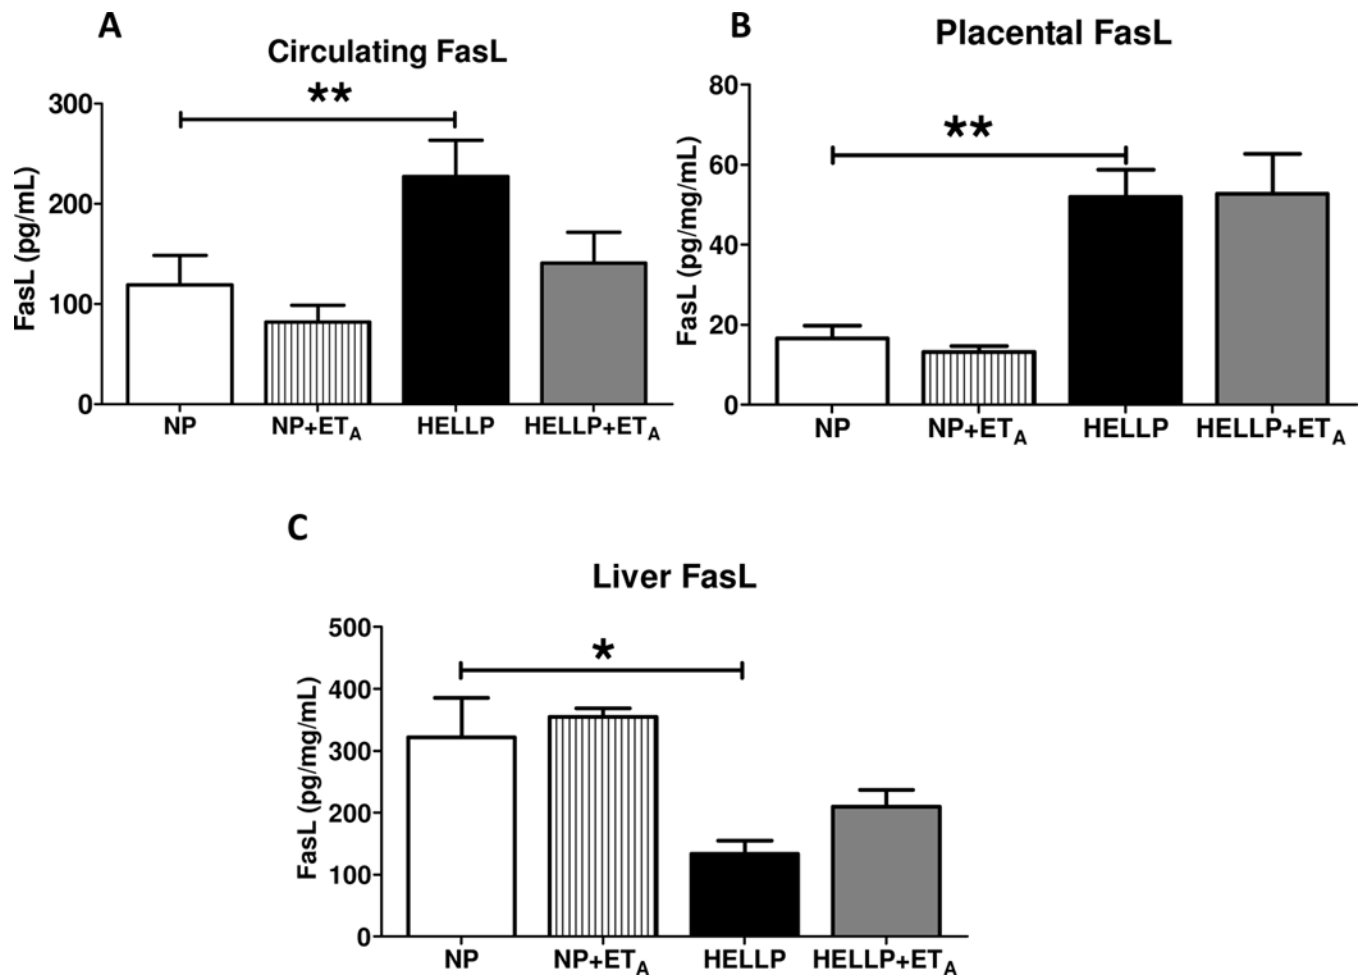 A
Circulating FasL
**
FasL (pg/mL)
300
200
100
0
NP
NP+ETA
HELLP
HELLP+ETA
B
Placental FasL
**
FasL (pg/mg/mL)
80
60
40
20
0
NP
NP+ETA
HELLP
HELLP+ETA
C
Liver FasL
*
FasL (pg/mg/mL)
500
400
300
200
100
0
NP
NP+ETA
HELLP
HELLP+ETA